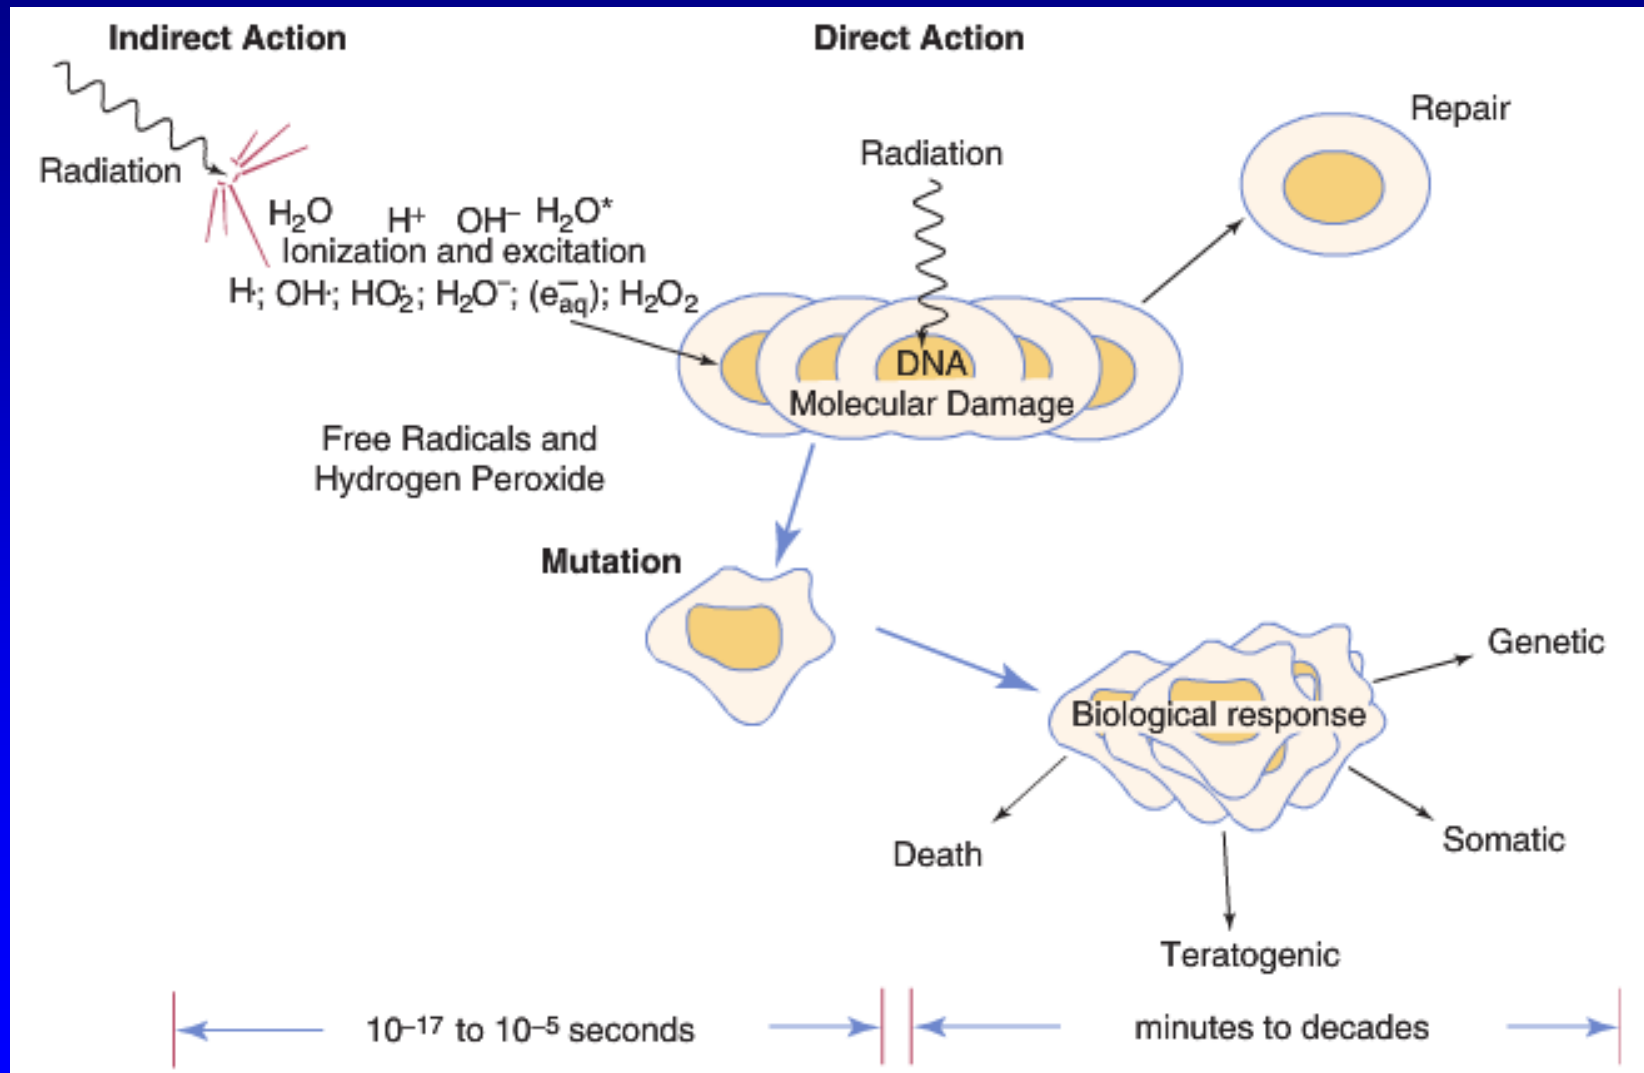 Indirect Action
Direct Action
Repair
Radiation
Radiation
H₂O H⁺ OH⁻ H₂O*
Ionization and excitation
H·; OH·; HO₂·; H₂O⁻; (e⁻aq); H₂O₂
DNA
Molecular Damage
Free Radicals and
Hydrogen Peroxide
Mutation
Genetic
Biological response
Somatic
Death
Teratogenic
10⁻¹⁷ to 10⁻⁵ seconds
minutes to decades